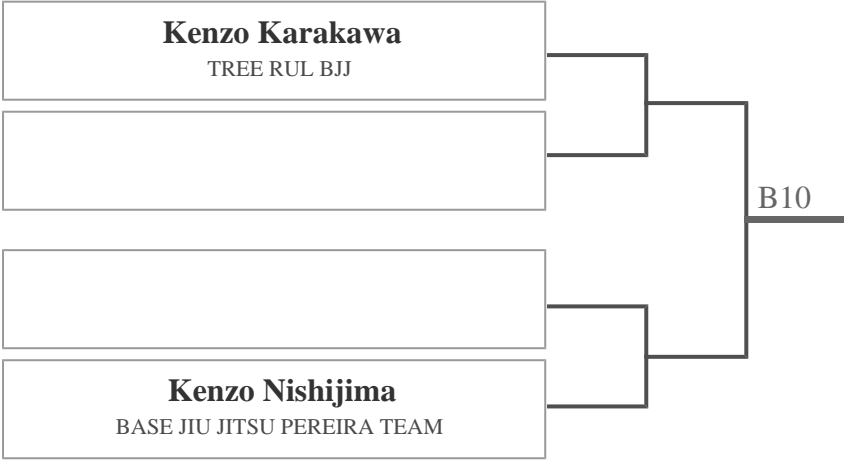 Kenzo Karakawa
TREE RUL BJJ
B10
Kenzo Nishijima
BASE JIU JITSU PEREIRA TEAM